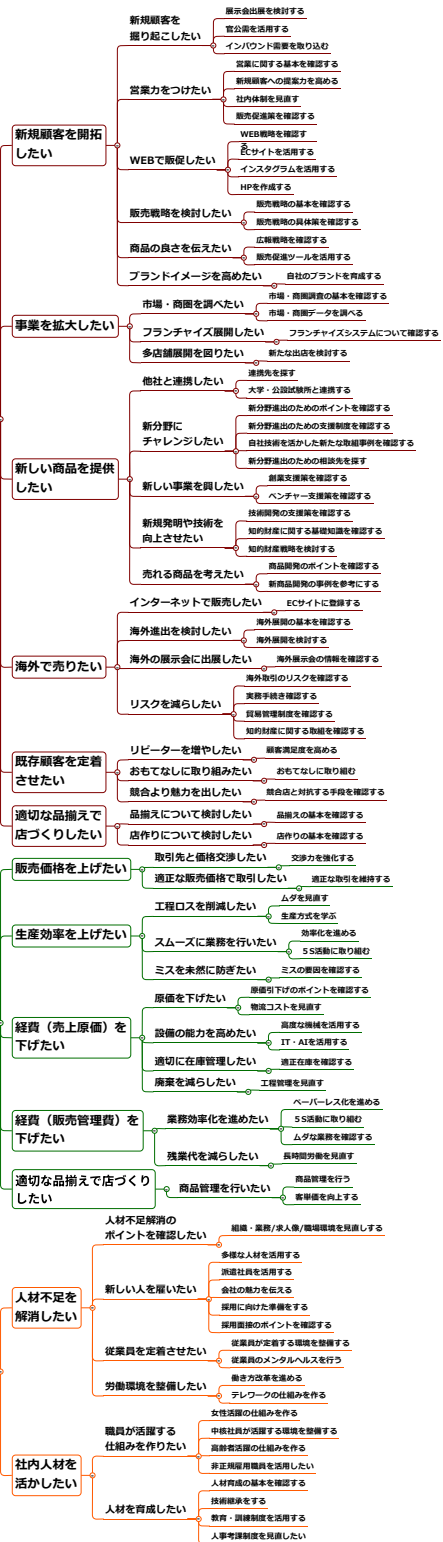 新規顧客を開拓
したい
新規顧客を
掘り起こしたい
展示会出展を検討する
官公需を活用する
インバウンド需要を取り込む
営業力をつけたい
営業に関する基本を確認する
新規顧客への提案力を高める
社内体制を見直す
販売促進策を確認する
WEBで販促したい
WEB戦略を確認す
る
ECサイトを活用する
インスタグラムを活用する
HPを作成する
販売戦略を検討したい
販売戦略の基本を確認する
販売戦略の具体策を確認する
商品の良さを伝えたい
広報戦略を確認する
販売促進ツールを活用する
ブランドイメージを高めたい
自社のブランドを育成する
事業を拡大したい
市場・商圏を調べたい
市場・商圏調査の基本を確認する
市場・商圏データを調べる
フランチャイズ展開したい
フランチャイズシステムについて確認する
多店舗展開を図りたい
新たな出店を検討する
新しい商品を提供
したい
他社と連携したい
連携先を探す
大学・公設試験所と連携する
新分野に
チャレンジしたい
新分野進出のためのポイントを確認する
新分野進出のための支援制度を確認する
自社技術を活かした新たな取組事例を確認する
新分野進出のための相談先を探す
新しい事業を興したい
創業支援策を確認する
ベンチャー支援策を確認する
新規発明や技術を
向上させたい
技術開発の支援策を確認する
知的財産に関する基礎知識を確認する
知的財産戦略を検討する
売れる商品を考えたい
商品開発のポイントを確認する
新商品開発の事例を参考にする
海外で売りたい
インターネットで販売したい
ECサイトに登録する
海外進出を検討したい
海外展開の基本を確認する
海外展開を検討する
海外の展示会に出展したい
海外展示会の情報を確認する
リスクを減らしたい
海外取引のリスクを確認する
実務手続き確認する
貿易管理制度を確認する
知的財産に関する取組を確認する
既存顧客を定着
させたい
リピーターを増やしたい
顧客満足度を高める
おもてなしに取り組みたい
おもてなしに取り組む
競合より魅力を出したい
競合店と対抗する手段を確認する
適切な品揃えで
店づくりしたい
品揃えについて検討したい
品揃えの基本を確認する
店作りについて検討したい
店作りの基本を確認する
販売価格を上げたい
取引先と価格交渉したい
交渉力を強化する
適正な販売価格で取引したい
適正な取引を維持する
生産効率を上げたい
工程ロスを削減したい
ムダを見直す
生産方式を学ぶ
スムーズに業務を行いたい
効率化を進める
５S活動に取り組む
ミスを未然に防ぎたい
ミスの要因を確認する
経費（売上原価）を
下げたい
原価を下げたい
原価引下げのポイントを確認する
物流コストを見直す
設備の能力を高めたい
高度な機械を活用する
IT・AIを活用する
適切に在庫管理したい
適正在庫を確認する
廃棄を減らしたい
工程管理を見直す
経費（販売管理費）を
下げたい
業務効率化を進めたい
ペーパーレス化を進める
５S活動に取り組む
ムダな業務を確認する
残業代を減らしたい
長時間労働を見直す
適切な品揃えで店づくり
したい
商品管理を行いたい
商品管理を行う
客単価を向上する
人材不足を
解消したい
人材不足解消の
ポイントを確認したい
組織・業務/求人像/職場環境を見直しする
新しい人を雇いたい
多様な人材を活用する
派遣社員を活用する
会社の魅力を伝える
採用に向けた準備をする
採用面接のポイントを確認する
従業員を定着させたい
従業員が定着する環境を整備する
従業員のメンタルヘルスを行う
労働環境を整備したい
働き方改革を進める
テレワークの仕組みを作る
社内人材を
活かしたい
職員が活躍する
仕組みを作りたい
女性活躍の仕組みを作る
中核社員が活躍する環境を整備する
高齢者活躍の仕組みを作る
非正規雇用職員を活用したい
人材を育成したい
人材育成の基本を確認する
技術継承をする
教育・訓練制度を活用する
人事考課制度を見直したい